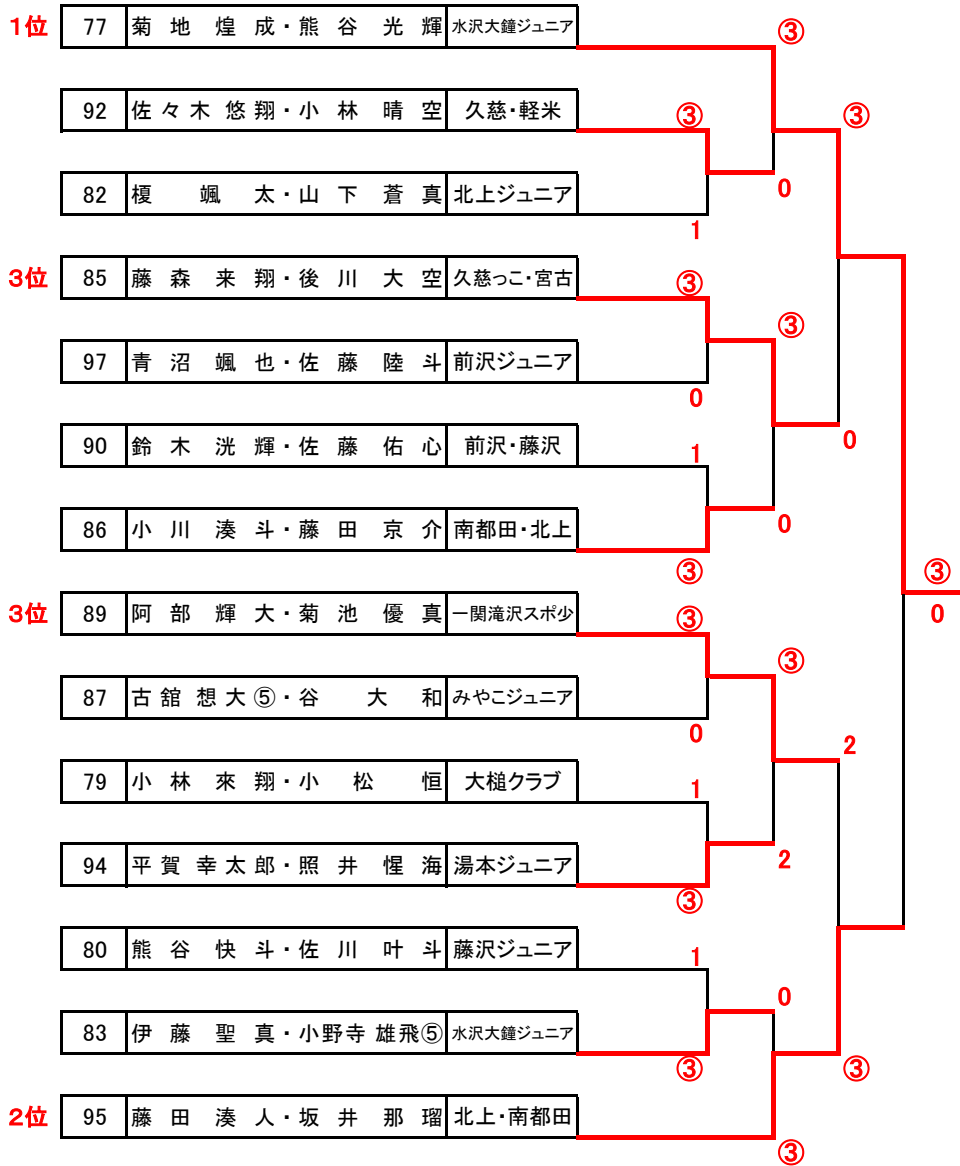 1位 77 菊地煌成・熊谷光輝 水沢大鐘ジュニア ③
92 佐々木悠翔・小林晴空 久慈・軽米 ③ ③
82 榎颯太・山下蒼真 北上ジュニア 0
1
3位 85 藤森来翔・後川大空 久慈っこ・宮古 ③
③
97 青沼颯也・佐藤陸斗 前沢ジュニア
0
90 鈴木洸輝・佐藤佑心 前沢・藤沢 1 0
86 小川湊斗・藤田京介 南都田・北上 0
③ ③
3位 89 阿部輝大・菊池優真 一関滝沢スポ少 ③ 0
③
87 古舘想大⑤・谷大和 みやこジュニア
0 2
79 小林來翔・小松恒 大槌クラブ 1
94 平賀幸太郎・照井惺海 湯本ジュニア 2
③
80 熊谷快斗・佐川叶斗 藤沢ジュニア 1
0
83 伊藤聖真・小野寺雄飛⑤ 水沢大鐘ジュニア
③ ③
2位 95 藤田湊人・坂井那瑠 北上・南都田
③